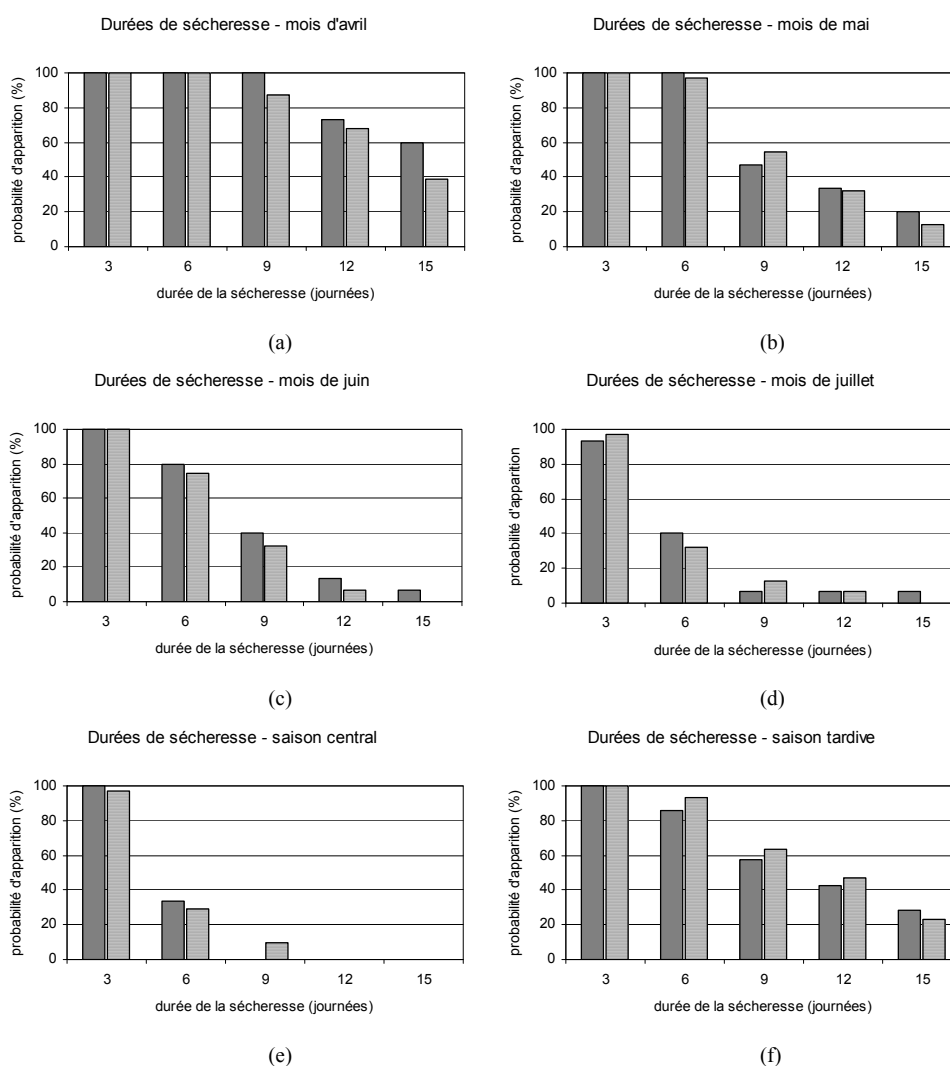 Durées de sécheresse - mois d'avril
probabilité d'apparition (%)
100
80
60
40
20
0
3 6 9 12 15
durée de la sécheresse (journées)
(a)
Durées de sécheresse - mois de mai
probabilité d'apparition (%)
100
80
60
40
20
0
3 6 9 12 15
durée de la sécheresse (journées)
(b)
Durées de sécheresse - mois de juin
probabilité d'apparition (%)
100
80
60
40
20
0
3 6 9 12 15
durée de la sécheresse (journées)
(c)
Durées de sécheresse - mois de juillet
probabilité d'apparition
100
80
60
40
20
0
3 6 9 12 15
durée de la sécheresse (journées)
(d)
Durées de sécheresse - saison central
probabilité d'apparition (%)
100
80
60
40
20
0
3 6 9 12 15
durée de la sécheresse (journées)
(e)
Durées de sécheresse - saison tardive
probabilité d'apparition (%)
100
80
60
40
20
0
3 6 9 12 15
durée de la sécheresse (journées)
(f)